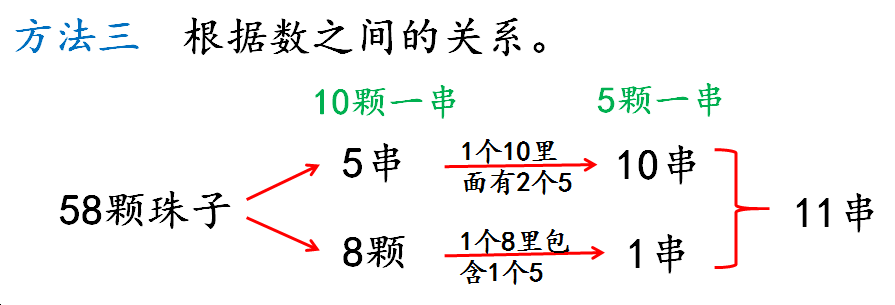 方法三 根据数之间的关系。
10颗一串 5颗一串
58颗珠子
5串
1个10里
面有2个5
10串
8颗
1个8里包
含1个5
1串
11串